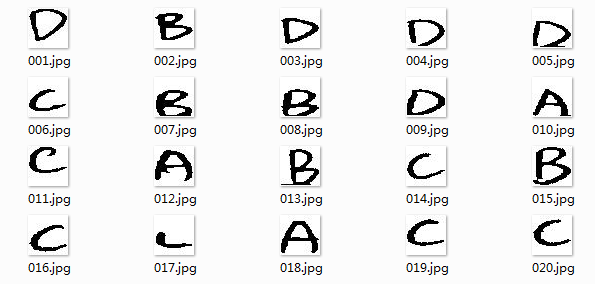 D B D D D
001.jpg 002.jpg 003.jpg 004.jpg 005.jpg
C B B D A
006.jpg 007.jpg 008.jpg 009.jpg 010.jpg
C A B C B
011.jpg 012.jpg 013.jpg 014.jpg 015.jpg
C A C C
016.jpg 017.jpg 018.jpg 019.jpg 020.jpg